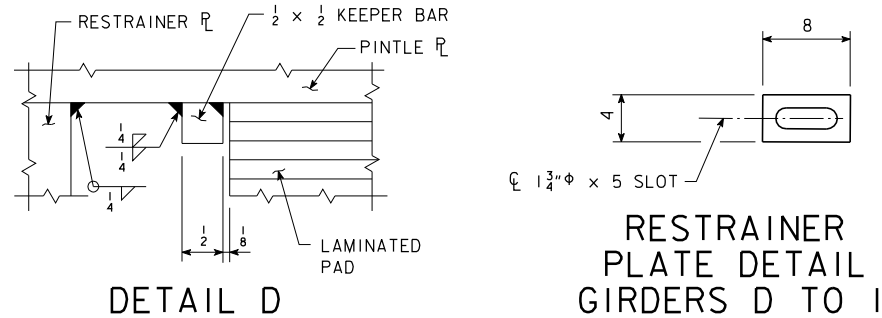 RESTRAINER ⅊
½ × ½ KEEPER BAR
PINTLE ⅊
¼
¼
¼
½
⅛
LAMINATED
PAD
DETAIL D
8
4
℄ 1¾"ϕ × 5 SLOT
RESTRAINER
PLATE DETAIL
GIRDERS D TO I